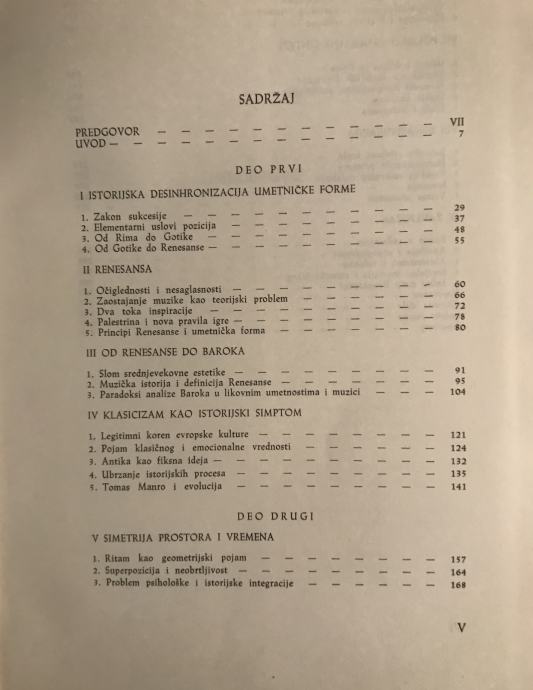 SADRŽAJ
PREDGOVOR — — — — — — — — — — — — VII
UVOD — — — — — — — — — — — — — — 7
DEO PRVI
I ISTORIJSKA DESINHRONIZACIJA UMETNIČKE FORME
1. Zakon sukcesije — — — — — — — — — — — 29
2. Elementarni uslovi pozicija — — — — — — — — — 37
3. Od Rima do Gotike — — — — — — — — — — 48
4. Od Gotike do Renesanse — — — — — — — — — — 55
II RENESANSA
1. Očiglednosti i nesaglasnosti — — — — — — — — — 60
2. Zaostajanje muzike kao teorijski problem — — — — — — 66
3. Dva toka inspiracije — — — — — — — — — — 72
4. Palestrina i nova pravila igre — — — — — — — — — 78
5. Principi Renesanse i umetnička forma — — — — — — — 80
III OD RENESANSE DO BAROKA
1. Slom srednjevekovne estetike — — — — — — — — — 91
2. Muzička istorija i definicija Renesanse — — — — — — — 95
3. Paradoksi analize Baroka u likovnim umetnostima i muzici — — — 104
IV KLASICIZAM KAO ISTORIJSKI SIMPTOM
1. Legitimni koren evropske kulture — — — — — — — — 121
2. Pojam klasičnog i emocionalne vrednosti — — — — — — 124
3. Antika kao fiksna ideja — — — — — — — — — — 132
4. Ubrzanje istorijskih procesa — — — — — — — — — 135
5. Tomas Manro i evolucija — — — — — — — — — 141
DEO DRUGI
V SIMETRIJA PROSTORA I VREMENA
1. Ritam kao geometrijski pojam — — — — — — — — 157
2. Superpozicija i neobrtljivost — — — — — — — — — 164
3. Problem psihološke i istorijske integracije — — — — — — 168
V